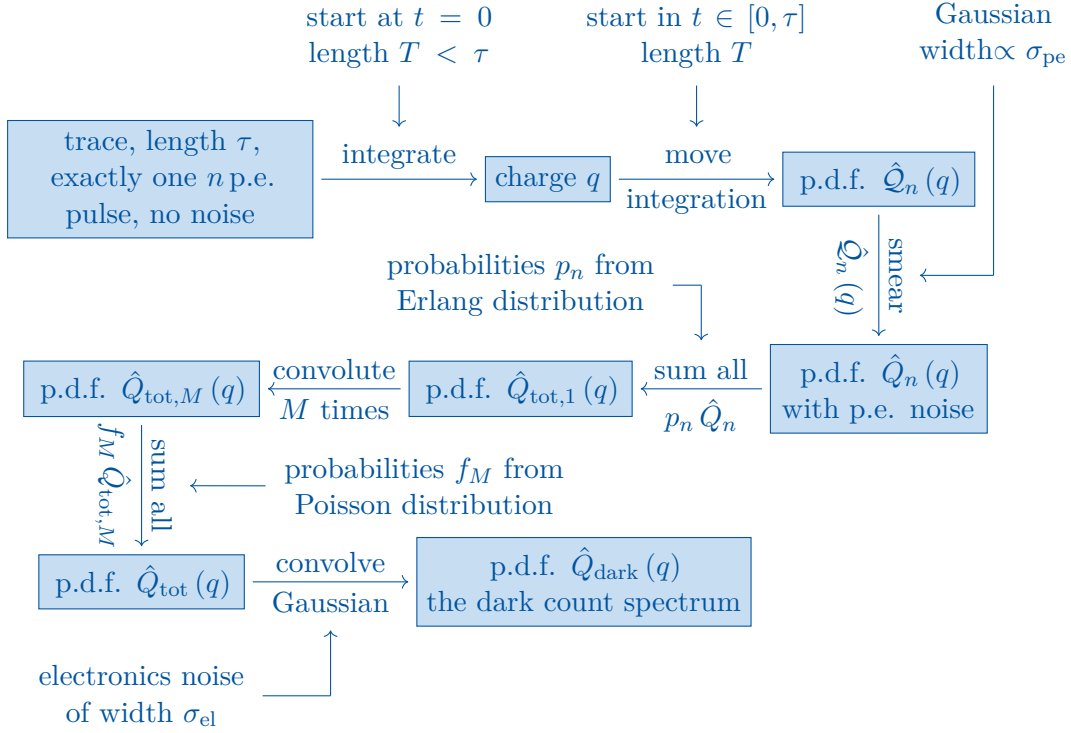 start at t = 0
length T < τ
start in t ∈ [0, τ]
length T
Gaussian
width∝ σ_pe
trace, length τ,
exactly one n p.e.
pulse, no noise
integrate
charge q
move
integration
p.d.f. 𝒬̂_n (q)
smear
𝒬̂_n (q)
probabilities p_n from
Erlang distribution
p.d.f. Q̂_tot,M (q)
convolute
M times
p.d.f. Q̂_tot,1 (q)
sum all
p_n Q̂_n
p.d.f. Q̂_n (q)
with p.e. noise
sum all
f_M Q̂_tot,M
probabilities f_M from
Poisson distribution
p.d.f. Q̂_tot (q)
convolve
Gaussian
p.d.f. Q̂_dark (q)
the dark count spectrum
electronics noise
of width σ_el